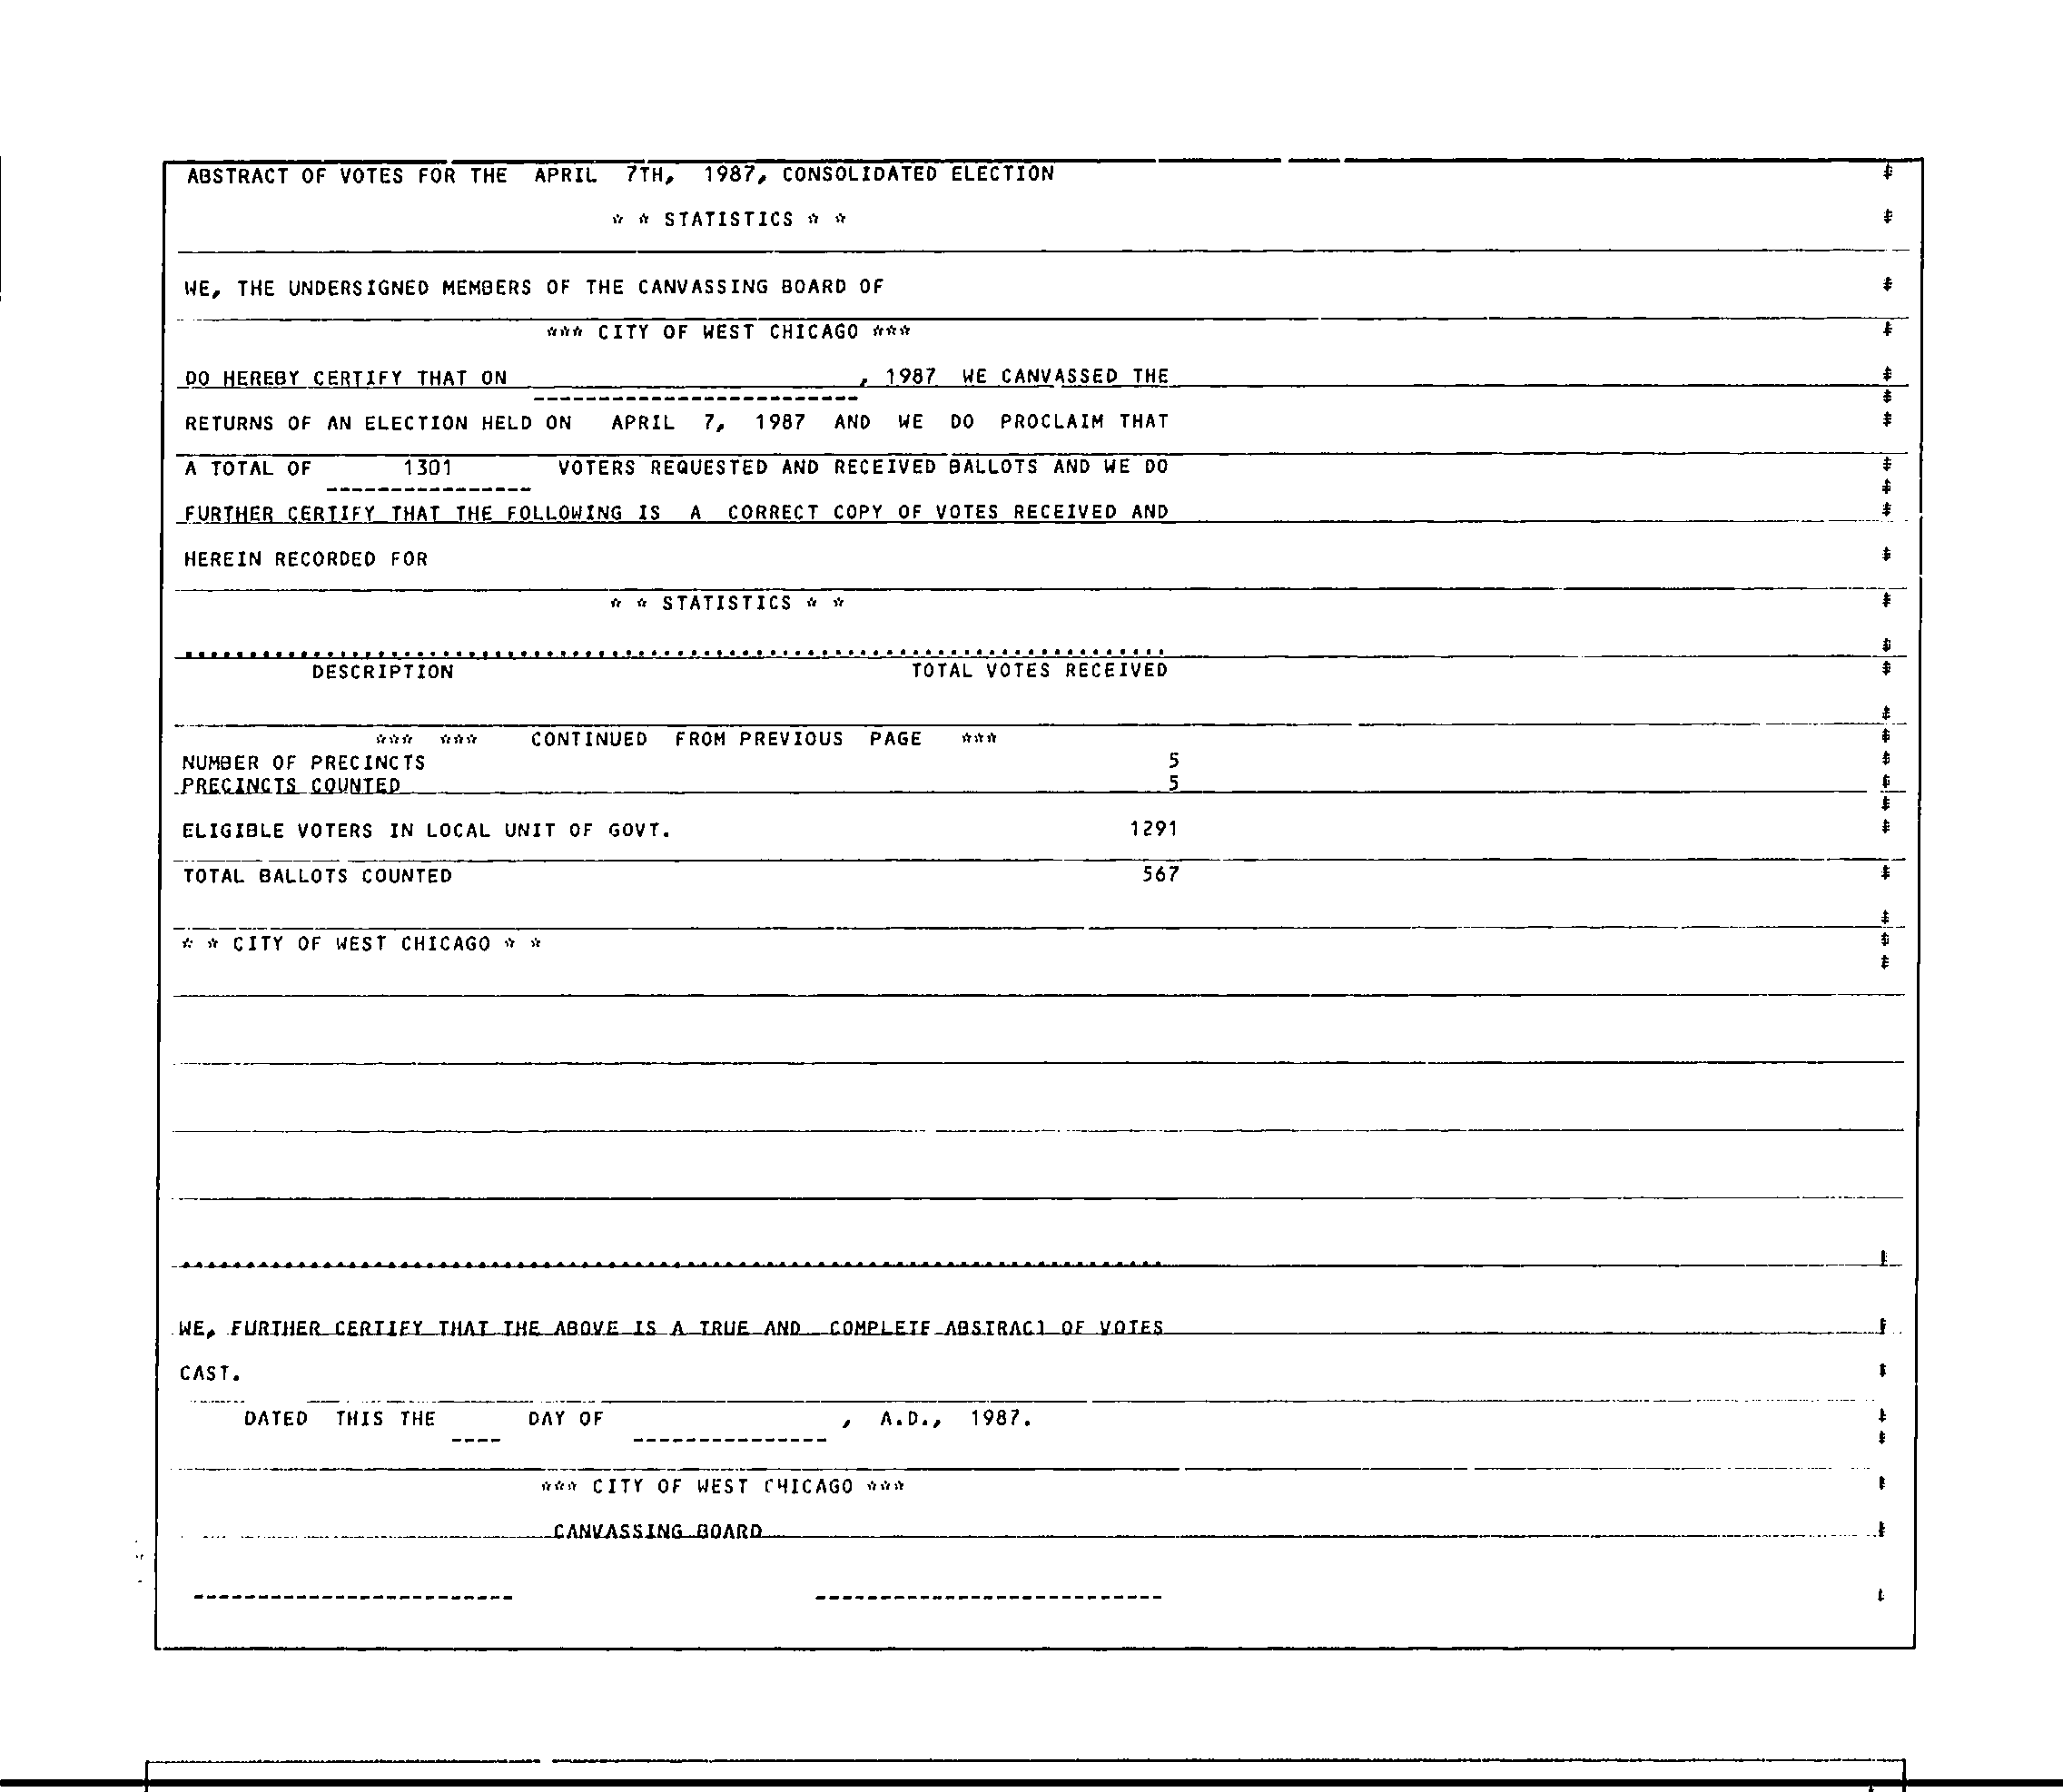 ABSTRACT OF VOTES FOR THE APRIL 7TH, 1987, CONSOLIDATED ELECTION
* * STATISTICS * *
WE, THE UNDERSIGNED MEMBERS OF THE CANVASSING BOARD OF
*** CITY OF WEST CHICAGO ***
DO HEREBY CERTIFY THAT ON , 1987 WE CANVASSED THE
RETURNS OF AN ELECTION HELD ON APRIL 7, 1987 AND WE DO PROCLAIM THAT
A TOTAL OF 1301 VOTERS REQUESTED AND RECEIVED BALLOTS AND WE DO
FURTHER CERTIFY THAT THE FOLLOWING IS A CORRECT COPY OF VOTES RECEIVED AND
HEREIN RECORDED FOR
* * STATISTICS * *
DESCRIPTION TOTAL VOTES RECEIVED
*** *** CONTINUED FROM PREVIOUS PAGE ***
NUMBER OF PRECINCTS 5
PRECINCTS COUNTED 5
ELIGIBLE VOTERS IN LOCAL UNIT OF GOVT. 1291
TOTAL BALLOTS COUNTED 567
* * CITY OF WEST CHICAGO * *
WE, FURTHER CERTIFY THAT THE ABOVE IS A TRUE AND COMPLETE ABSTRACT OF VOTES
CAST.
DATED THIS THE ---- DAY OF --------------- , A.D., 1987.
*** CITY OF WEST CHICAGO ***
CANVASSING BOARD